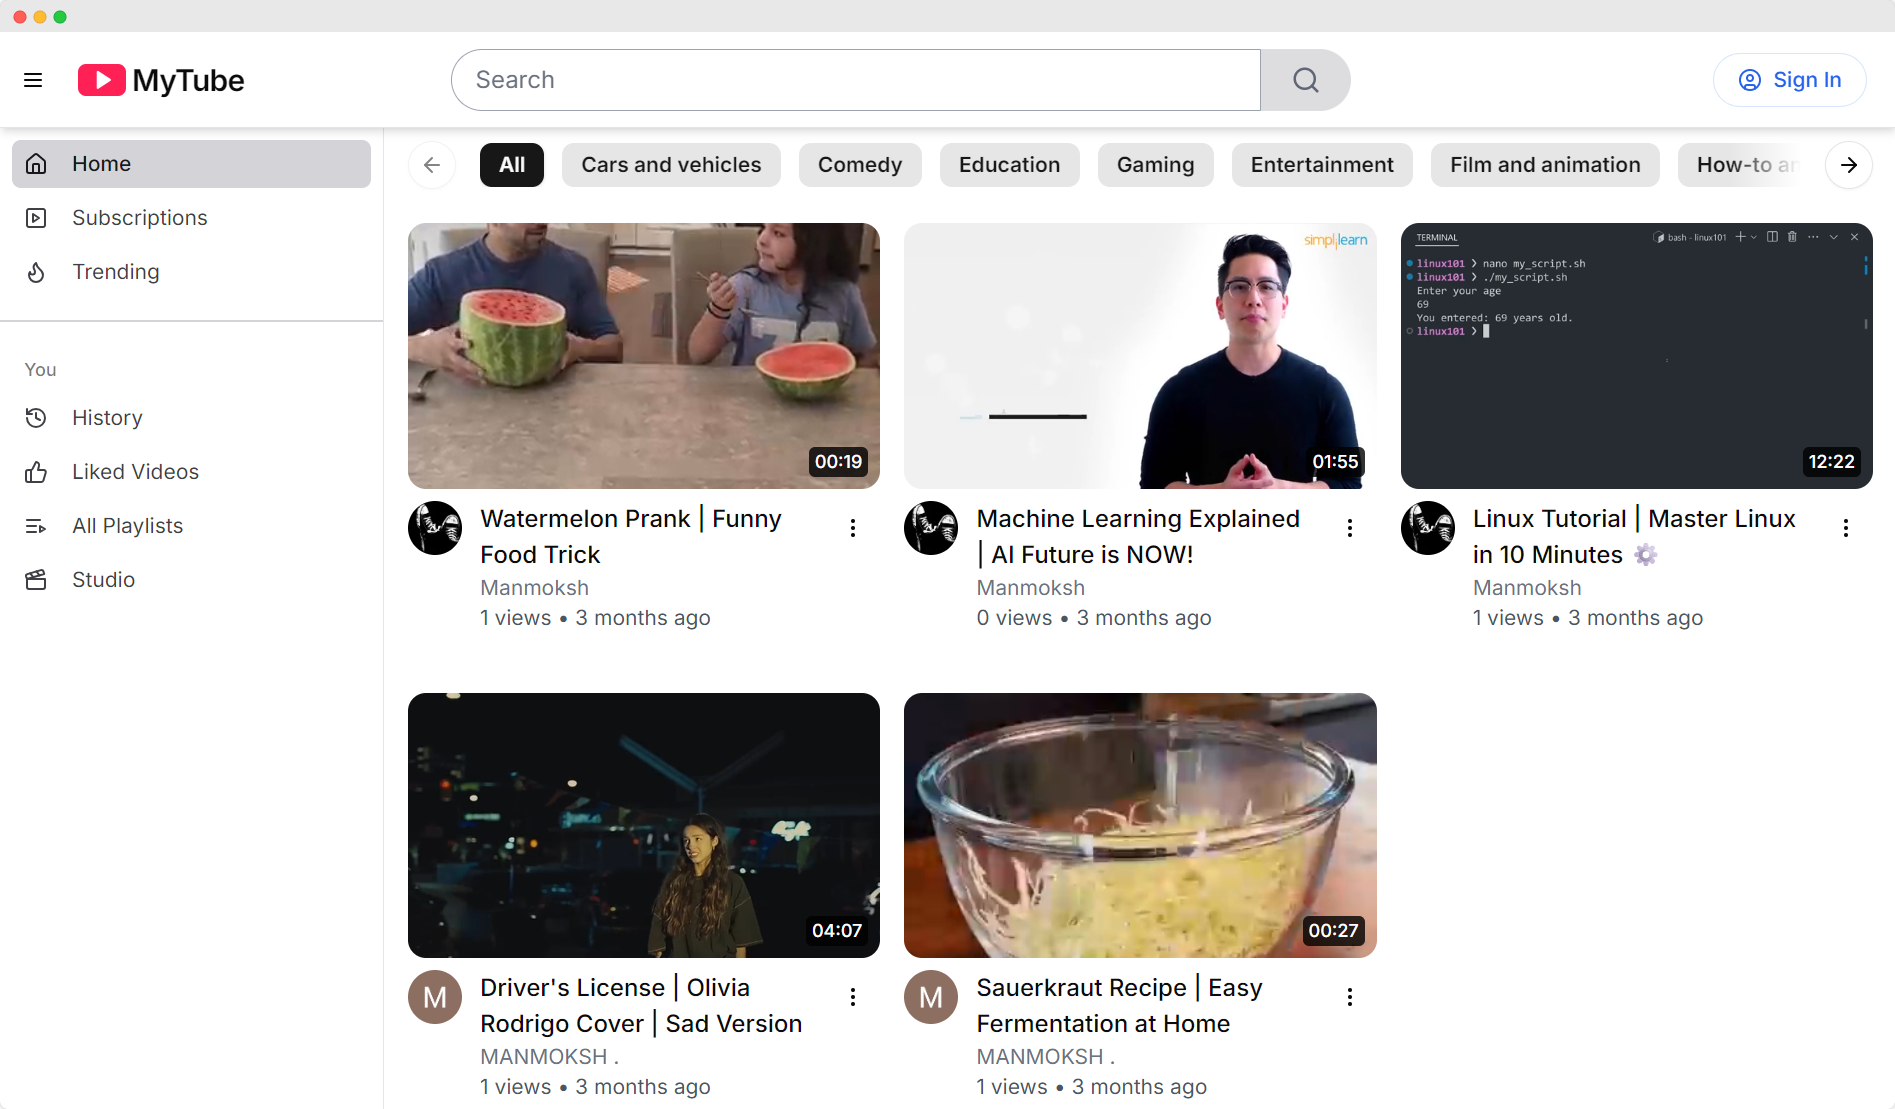 MyTube
Search
Sign In
Home
Subscriptions
Trending
You
History
Liked Videos
All Playlists
Studio
All
Cars and vehicles
Comedy
Education
Gaming
Entertainment
Film and animation
How-to an
00:19
Watermelon Prank | Funny
Food Trick
Manmoksh
1 views • 3 months ago
simplilearn
01:55
Machine Learning Explained
| AI Future is NOW!
Manmoksh
0 views • 3 months ago
TERMINAL
bash - linux101
linux101 > nano my_script.sh
linux101 > ./my_script.sh
Enter your age
69
You entered: 69 years old.
linux101 >
12:22
Linux Tutorial | Master Linux
in 10 Minutes ⚙️
Manmoksh
1 views • 3 months ago
04:07
M
Driver's License | Olivia
Rodrigo Cover | Sad Version
MANMOKSH .
1 views • 3 months ago
00:27
M
Sauerkraut Recipe | Easy
Fermentation at Home
MANMOKSH .
1 views • 3 months ago